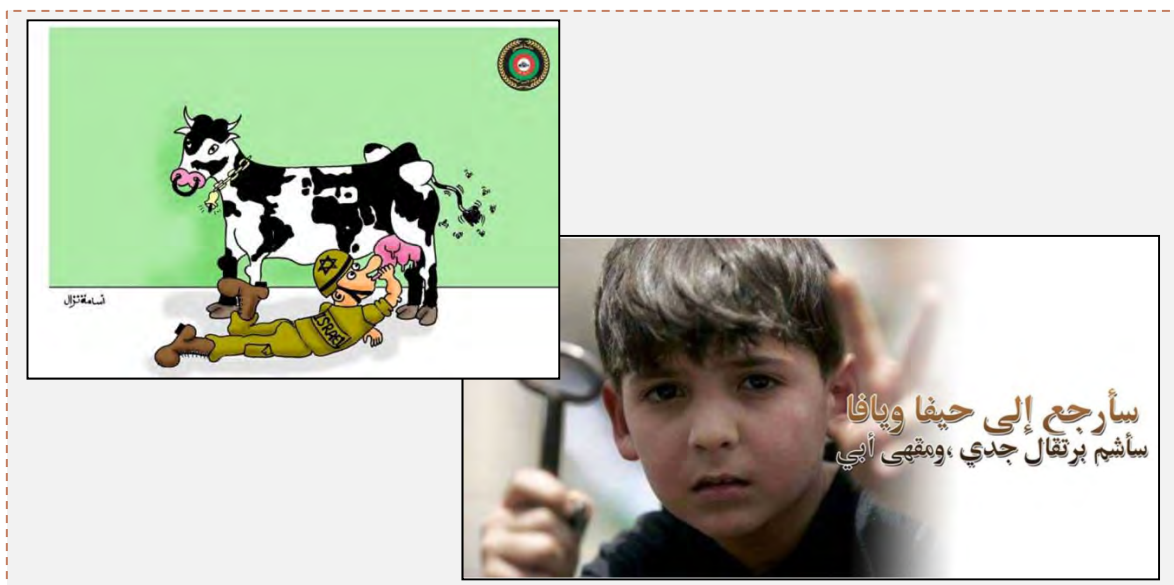 أسامة نزال
ISRAEL
سأرجع إلى حيفا ويافا
سأشم برتقال جدي ،ومقهى أبي